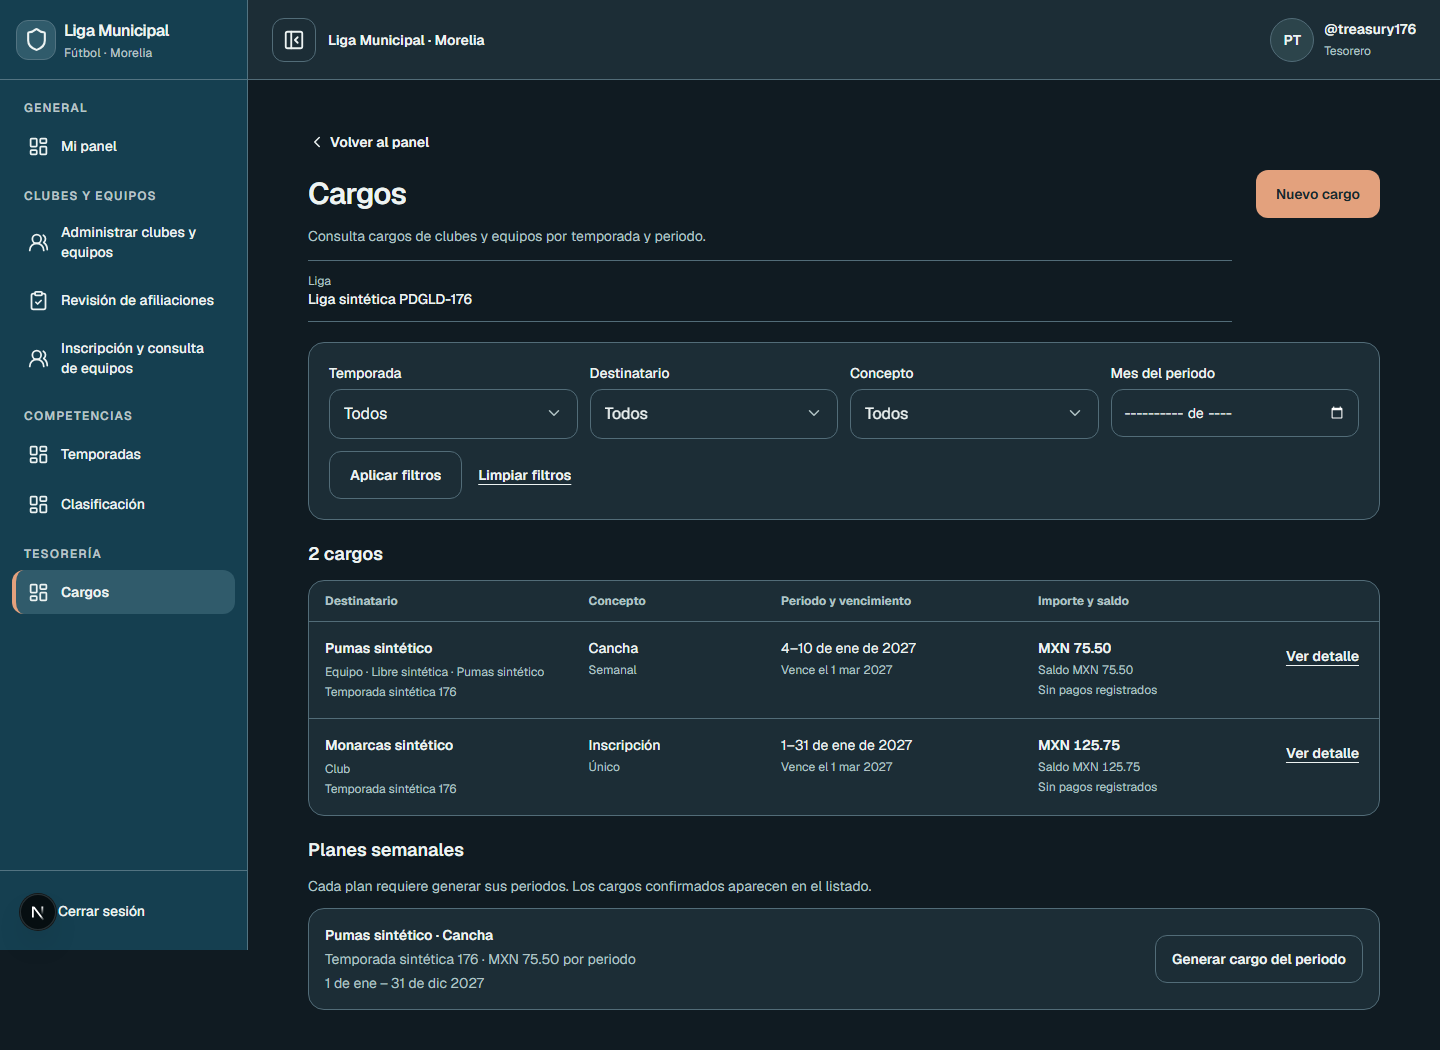 Liga Municipal
Fútbol · Morelia
Liga Municipal · Morelia
PT
@treasury176
Tesorero
GENERAL
Mi panel
CLUBES Y EQUIPOS
Administrar clubes y
equipos
Revisión de afiliaciones
Inscripción y consulta
de equipos
COMPETENCIAS
Temporadas
Clasificación
TESORERÍA
Cargos
N
Cerrar sesión
Volver al panel
Cargos
Nuevo cargo
Consulta cargos de clubes y equipos por temporada y periodo.
Liga
Liga sintética PDGLD-176
Temporada
Destinatario
Concepto
Mes del periodo
Todos
Todos
Todos
---------- de ----
Aplicar filtros
Limpiar filtros
2 cargos
Destinatario
Concepto
Periodo y vencimiento
Importe y saldo
Pumas sintético
Equipo · Libre sintética · Pumas sintético
Temporada sintética 176
Cancha
Semanal
4–10 de ene de 2027
Vence el 1 mar 2027
MXN 75.50
Saldo MXN 75.50
Sin pagos registrados
Ver detalle
Monarcas sintético
Club
Temporada sintética 176
Inscripción
Único
1–31 de ene de 2027
Vence el 1 mar 2027
MXN 125.75
Saldo MXN 125.75
Sin pagos registrados
Ver detalle
Planes semanales
Cada plan requiere generar sus periodos. Los cargos confirmados aparecen en el listado.
Pumas sintético · Cancha
Temporada sintética 176 · MXN 75.50 por periodo
1 de ene – 31 de dic 2027
Generar cargo del periodo